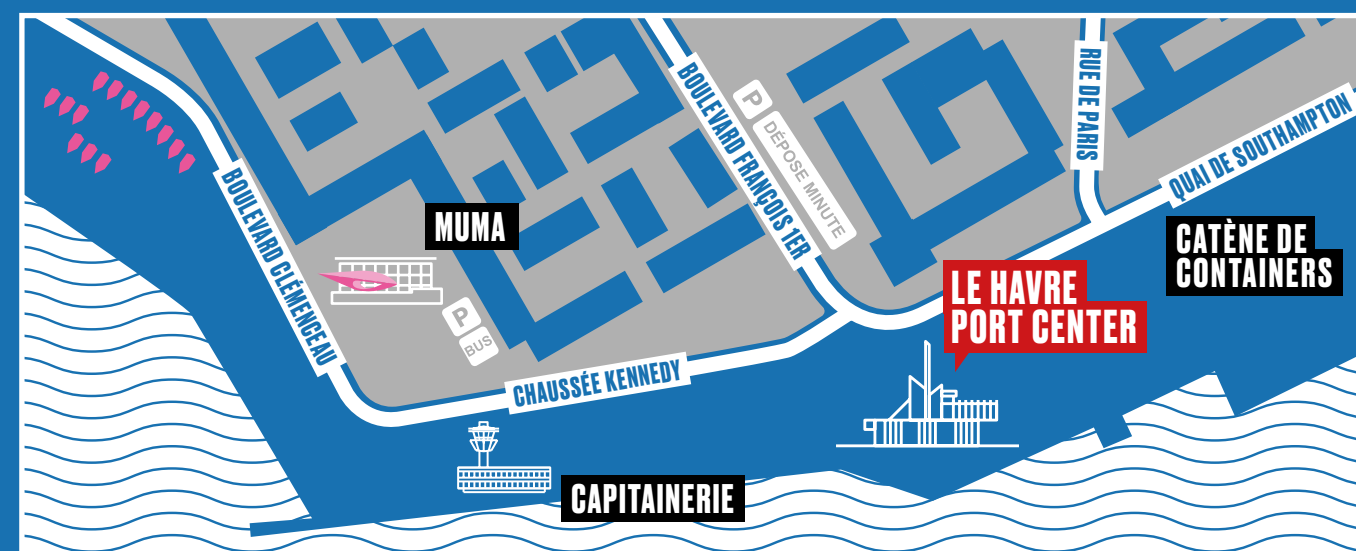 BOULEVARD CLÉMENCEAU
MUMA
P
BUS
CHAUSSÉE KENNEDY
CAPITAINERIE
BOULEVARD FRANÇOIS 1ER
P
DÉPOSE MINUTE
RUE DE PARIS
QUAI DE SOUTHAMPTON
CATÈNE DE
CONTAINERS
LE HAVRE
PORT CENTER